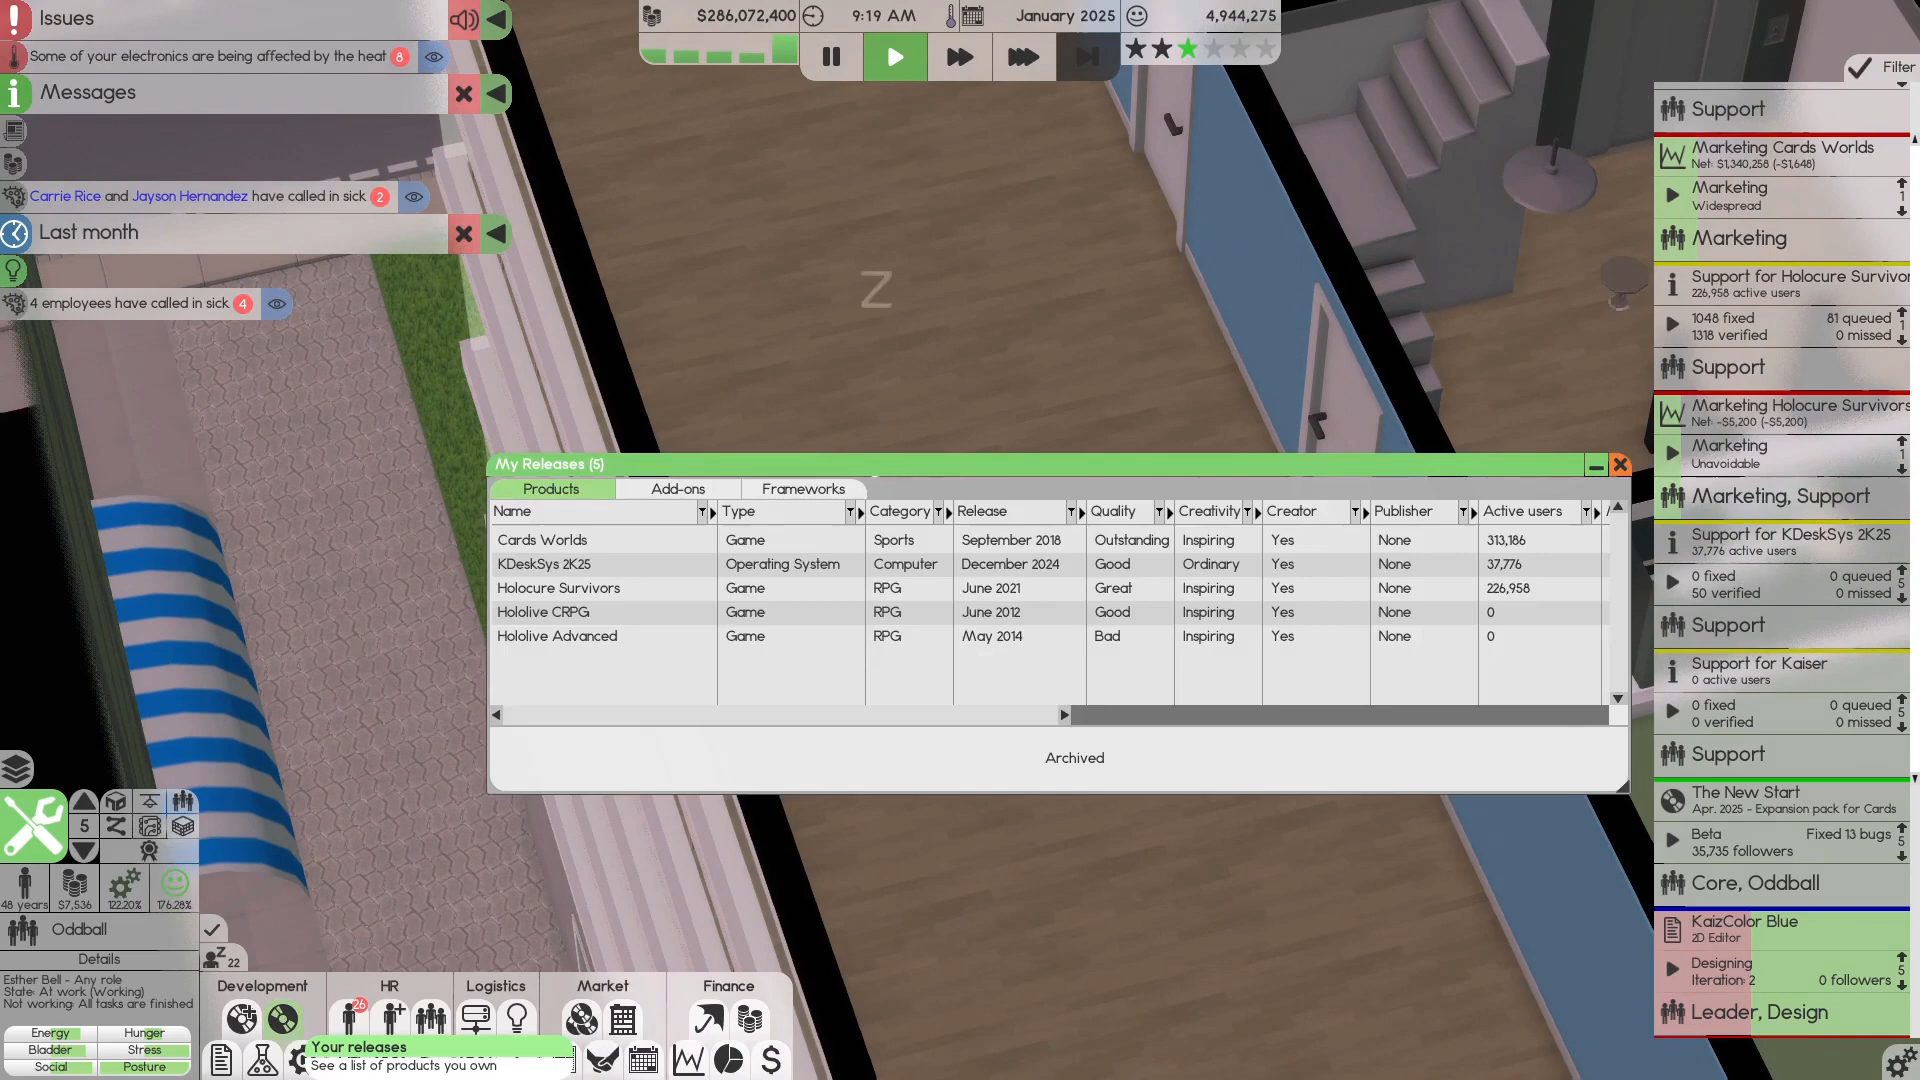 Issues
Some of your electronics are being affected by the heat 8
Messages
Carrie Rice and Jayson Hernandez have called in sick 2
Last month
4 employees have called in sick 4
$286,072,400
9:19 AM
January 2025
4,944,275
Z
Filter
Support
Marketing Cards Worlds
Net: $1,340,258 (-$1,648)
Marketing
Widespread
1
Marketing
Support for Holocure Survivor
226,958 active users
1048 fixed 81 queued
1318 verified 0 missed
1
Support
Marketing Holocure Survivors
Net: -$5,200 (-$5,200)
Marketing
Unavoidable
1
Marketing, Support
Support for KDeskSys 2K25
37,776 active users
0 fixed 0 queued
50 verified 0 missed
5
Support
Support for Kaiser
0 active users
0 fixed 0 queued
0 verified 0 missed
5
Support
The New Start
Apr. 2025 - Expansion pack for Cards
Beta Fixed 13 bugs
35,735 followers
5
Core, Oddball
KaizColor Blue
2D Editor
Designing
Iteration: 2 0 followers
5
Leader, Design
My Releases (5)
Products Add-ons Frameworks
Name Type Category Release Quality Creativity Creator Publisher Active users
Cards Worlds Game Sports September 2018 Outstanding Inspiring Yes None 313,186
KDeskSys 2K25 Operating System Computer December 2024 Good Ordinary Yes None 37,776
Holocure Survivors Game RPG June 2021 Great Inspiring Yes None 226,958
Hololive CRPG Game RPG June 2012 Good Inspiring Yes None 0
Hololive Advanced Game RPG May 2014 Bad Inspiring Yes None 0
Archived
5
48 years $7,536 122.20% 176.28%
Oddball
Details
Esther Bell - Any role
State: At work (Working)
Not working: All tasks are finished
Energy Hunger
Bladder Stress
Social Posture
z 22
Development HR Logistics Market Finance
26
Your releases
See a list of products you own